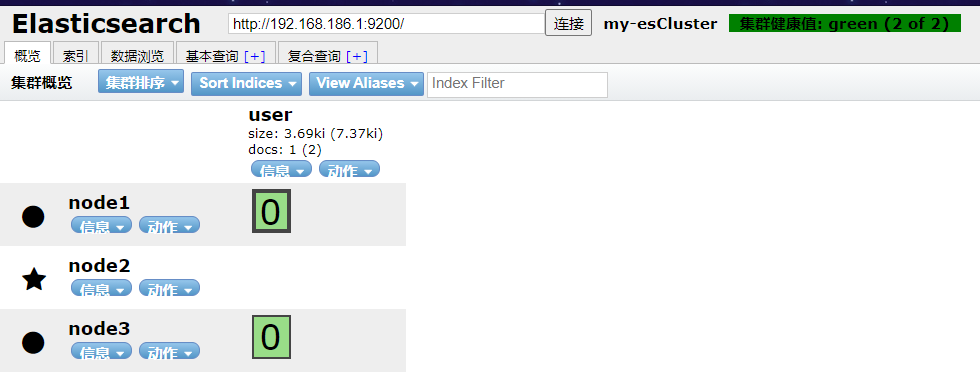 Elasticsearch http://192.168.186.1:9200/ 连接 my-esCluster 集群健康值: green (2 of 2)
概览 索引 数据浏览 基本查询 [+] 复合查询 [+]
集群概览 集群排序 Sort Indices View Aliases Index Filter
user
size: 3.69ki (7.37ki)
docs: 1 (2)
信息 动作
node1 0
信息 动作
node2
信息 动作
node3 0
信息 动作